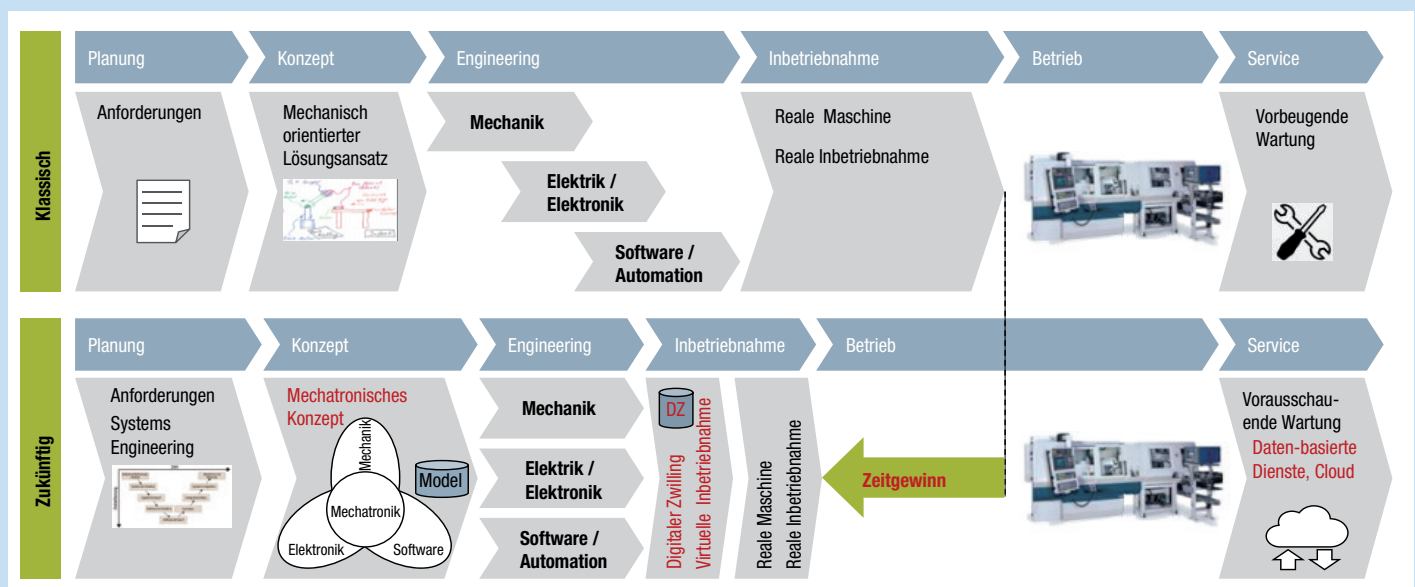 Klassisch
Planung
Konzept
Engineering
Inbetriebnahme
Betrieb
Service
Anforderungen
Mechanisch
orientierter
Lösungsansatz
Mechanik
Elektrik /
Elektronik
Software /
Automation
Reale Maschine
Reale Inbetriebnahme
Vorbeugende
Wartung
Zukünftig
Planung
Konzept
Engineering
Inbetriebnahme
Betrieb
Service
Anforderungen
Systems
Engineering
Mechatronisches
Konzept
Mechanik
Mechatronik
Elektronik
Software
Model
Mechanik
Elektrik /
Elektronik
Software /
Automation
DZ
Digitaler Zwilling
Virtuelle Inbetriebnahme
Reale Maschine
Reale Inbetriebnahme
Zeitgewinn
Vorausschau-
ende Wartung
Daten-basierte
Dienste, Cloud